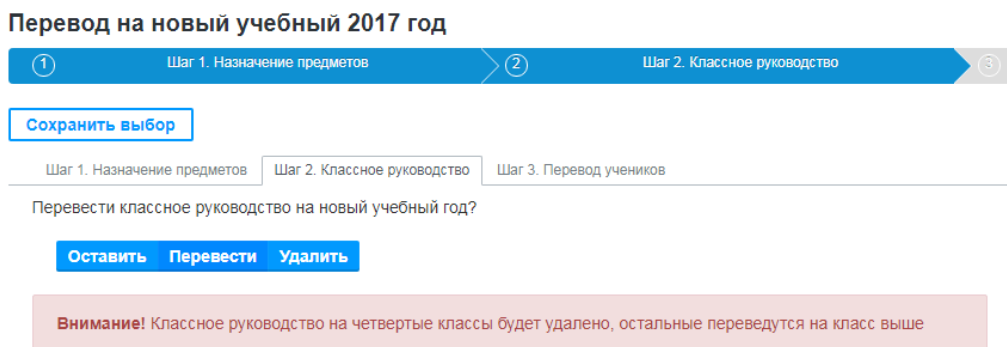 Перевод на новый учебный 2017 год
1 Шаг 1. Назначение предметов 2 Шаг 2. Классное руководство 3
Сохранить выбор
Шаг 1. Назначение предметов Шаг 2. Классное руководство Шаг 3. Перевод учеников
Перевести классное руководство на новый учебный год?
Оставить Перевести Удалить
Внимание! Классное руководство на четвертые классы будет удалено, остальные переведутся на класс выше